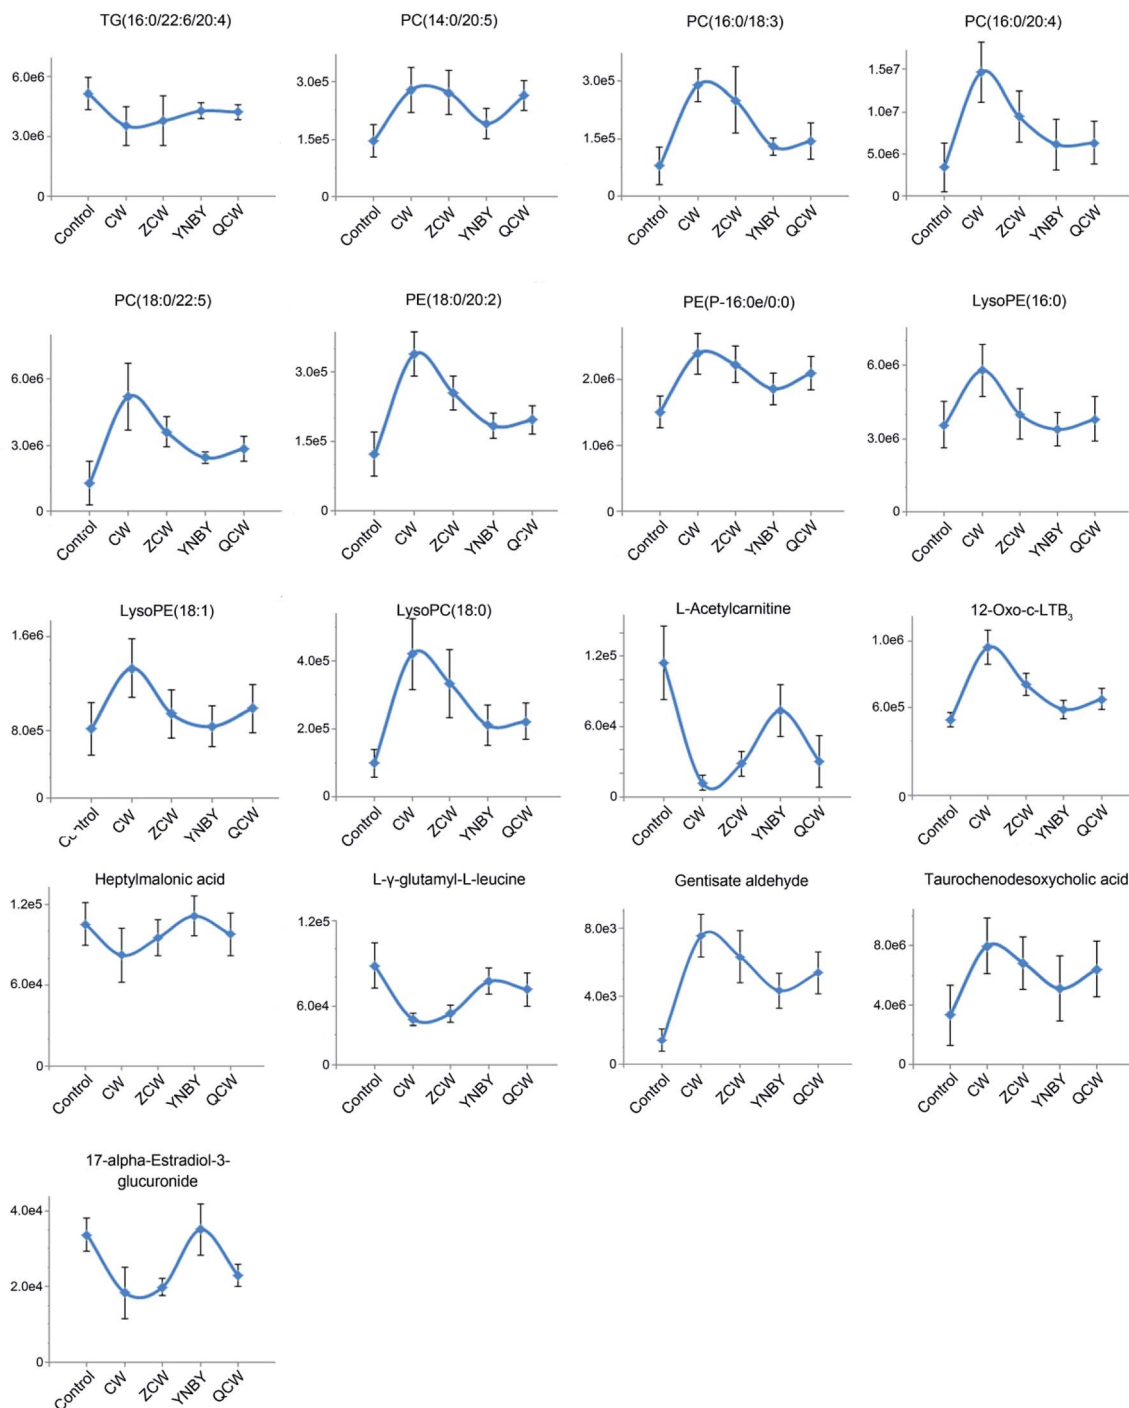 TG(16:0/22:6/20:4)
6.0e6
3.0e6
0
Control
CW
ZCW
YNBY
QCW
PC(14:0/20:5)
3.0e5
1.5e5
0
Control
CW
ZCW
YNBY
QCW
PC(16:0/18:3)
3.0e5
1.5e5
0
Control
CW
ZCW
YNBY
QCW
PC(16:0/20:4)
1.5e7
1.0e7
5.0e6
0
Control
CW
ZCW
YNBY
QCW
PC(18:0/22:5)
6.0e6
3.0e6
0
Control
CW
ZCW
YNBY
QCW
PE(18:0/20:2)
3.0e5
1.5e5
0
Control
CW
ZCW
YNBY
QCW
PE(P-16:0e/0:0)
2.0e6
1.0e6
0
Control
CW
ZCW
YNBY
QCW
LysoPE(16:0)
6.0e6
3.0e6
0
Control
CW
ZCW
YNBY
QCW
LysoPE(18:1)
1.6e6
8.0e5
0
Control
CW
ZCW
YNBY
QCW
LysoPC(18:0)
4.0e5
2.0e5
0
Control
CW
ZCW
YNBY
QCW
L-Acetylcarnitine
1.2e5
6.0e4
0
Control
CW
ZCW
YNBY
QCW
12-Oxo-c-LTB₃
1.0e6
6.0e5
0
Control
CW
ZCW
YNBY
QCW
Heptylmalonic acid
1.2e5
6.0e4
0
Control
CW
ZCW
YNBY
QCW
L-γ-glutamyl-L-leucine
1.2e5
6.0e4
0
Control
CW
ZCW
YNBY
QCW
Gentisate aldehyde
8.0e3
4.0e3
0
Control
CW
ZCW
YNBY
QCW
Taurochenodesoxycholic acid
8.0e6
4.0e6
0
Control
CW
ZCW
YNBY
QCW
17-alpha-Estradiol-3-
glucuronide
4.0e4
2.0e4
0
Control
CW
ZCW
YNBY
QCW